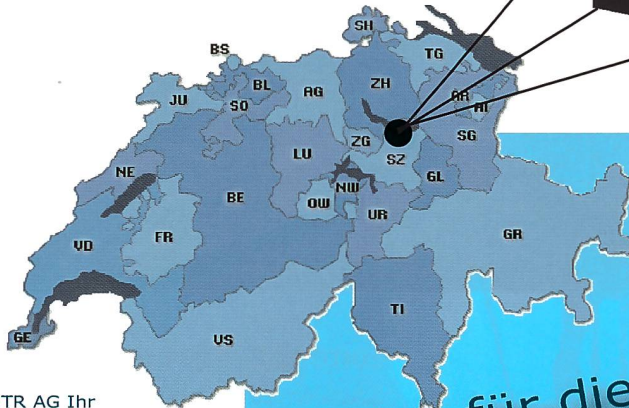 SH
BS
TG
BL
ZH
JU
AG
AR
AI
SO
SG
ZG
LU
SZ
NE
GL
NW
BE
OW
UR
FR
GR
VD
TI
GE
VS
TR AG Ihr
für die